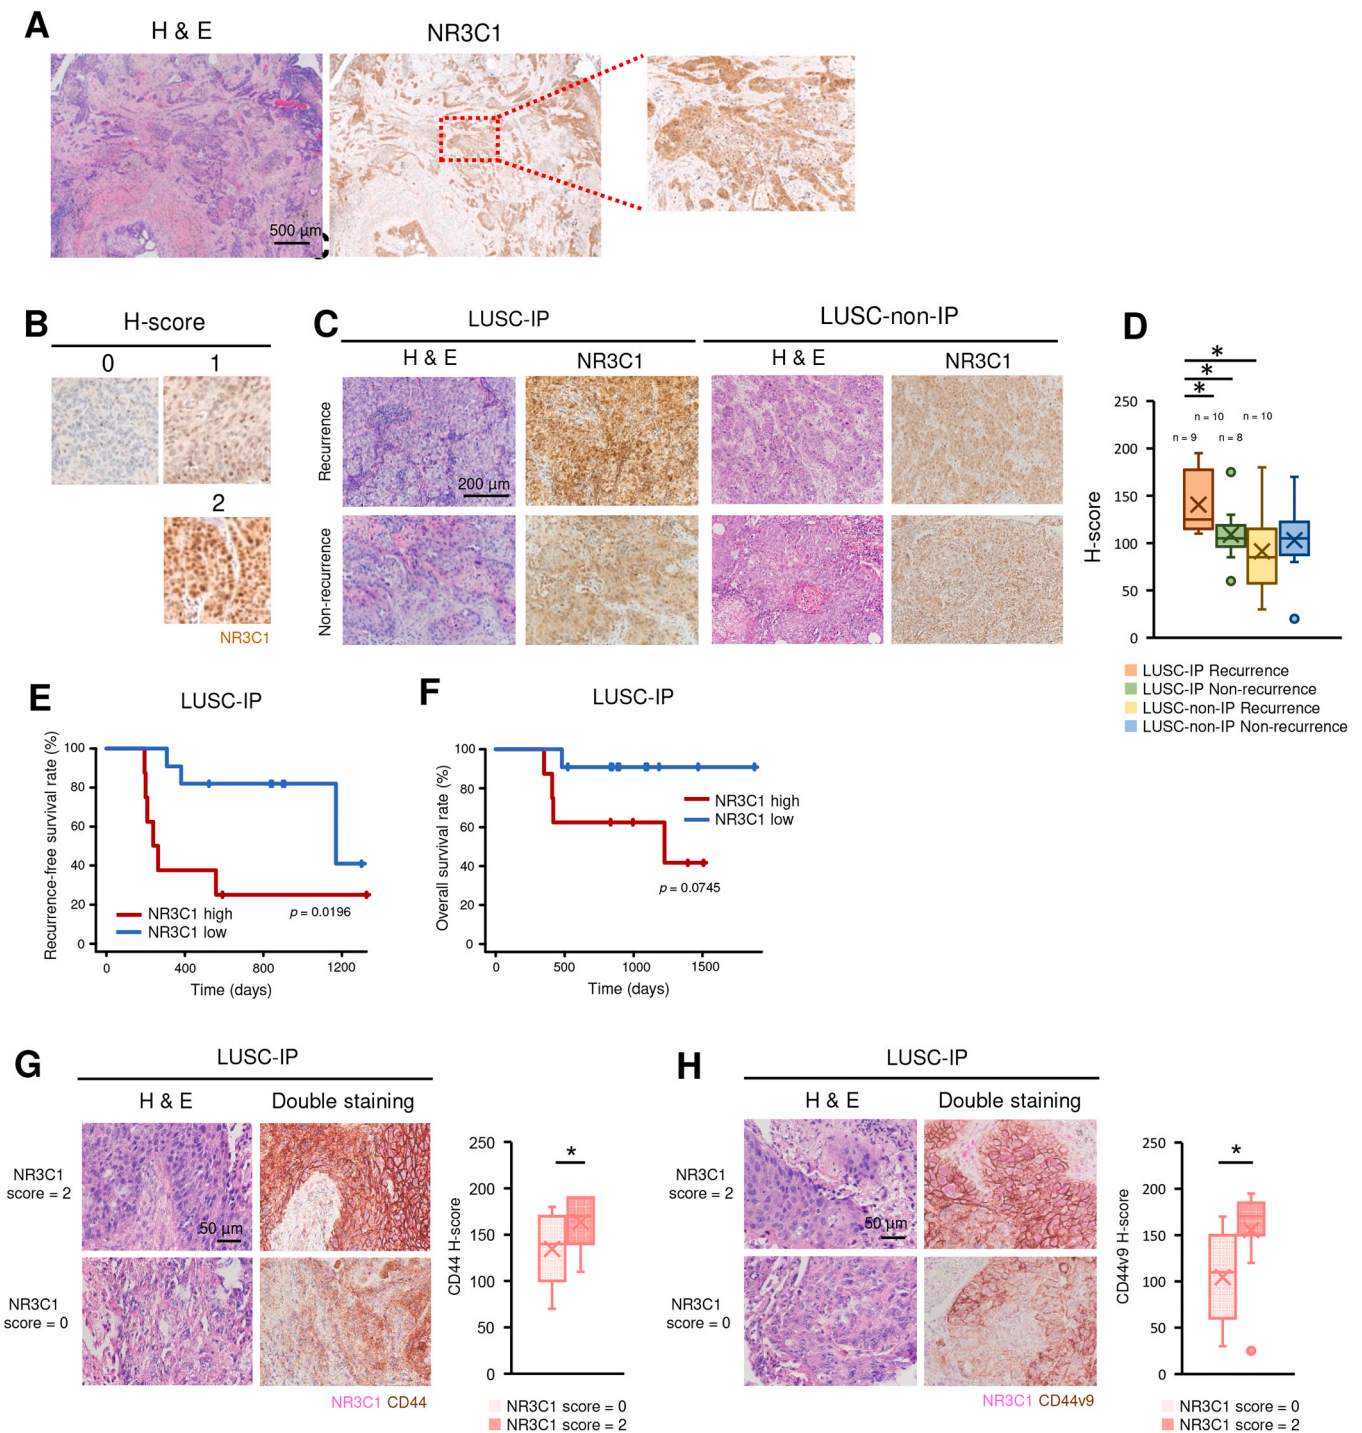 A
H & E
NR3C1
500 μm
C
B
H-score
0
1
2
NR3C1
C
LUSC-IP
LUSC-non-IP
H & E
NR3C1
H & E
NR3C1
Recurrence
Non-recurrence
200 μm
D
*
*
*
n = 10
n = 10
n = 9
n = 8
250
200
150
100
50
0
H-score
LUSC-IP Recurrence
LUSC-IP Non-recurrence
LUSC-non-IP Recurrence
LUSC-non-IP Non-recurrence
E
LUSC-IP
Recurrence-free survival rate (%)
100
80
60
40
20
0
NR3C1 high
NR3C1 low
p = 0.0196
0
400
800
1200
Time (days)
F
LUSC-IP
Overall survival rate (%)
100
80
60
40
20
0
NR3C1 high
NR3C1 low
p = 0.0745
0
500
1000
1500
Time (days)
G
LUSC-IP
H & E
Double staining
NR3C1
score = 2
50 μm
NR3C1
score = 0
NR3C1 CD44
CD44 H-score
250
200
150
100
50
0
*
NR3C1 score = 0
NR3C1 score = 2
H
LUSC-IP
H & E
Double staining
NR3C1
score = 2
50 μm
NR3C1
score = 0
NR3C1 CD44v9
CD44v9 H-score
250
200
150
100
50
0
*
NR3C1 score = 0
NR3C1 score = 2